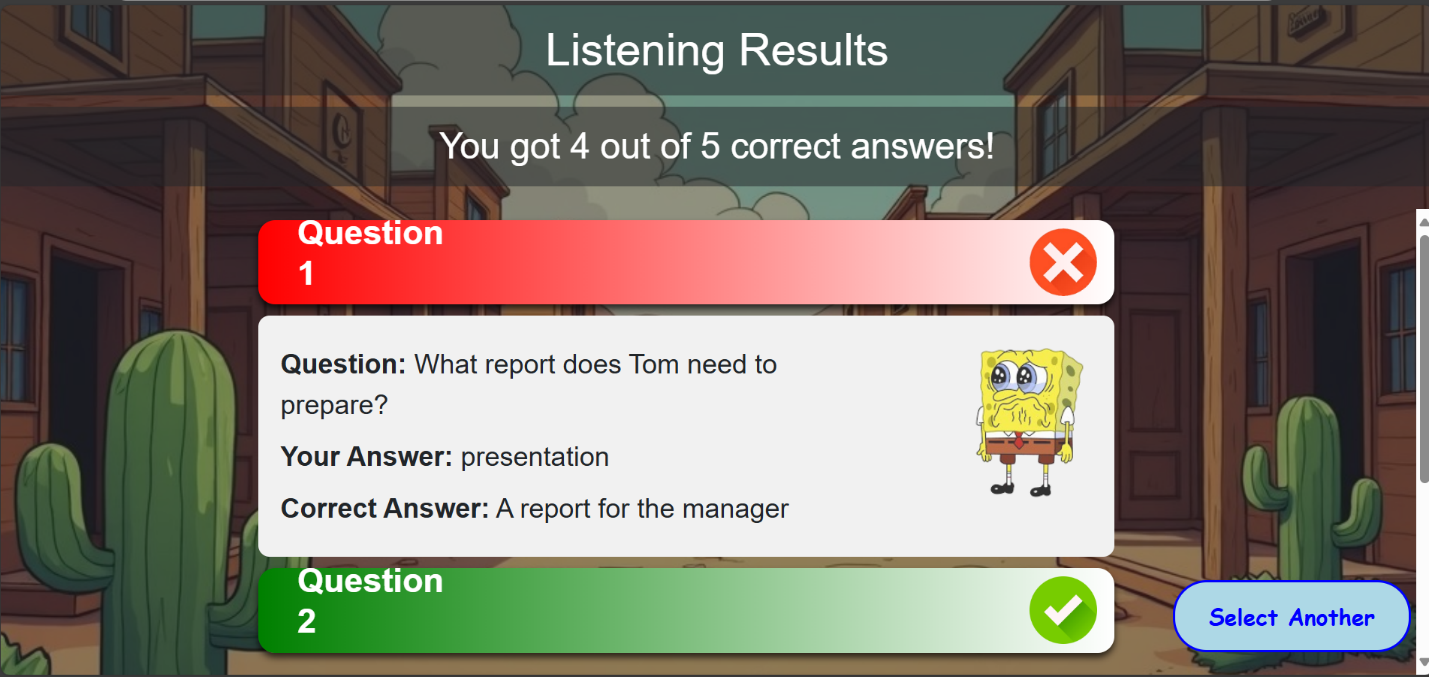 Listening Results
You got 4 out of 5 correct answers!
Question
1
Question: What report does Tom need to
prepare?
Your Answer: presentation
Correct Answer: A report for the manager
Question
2
Select Another